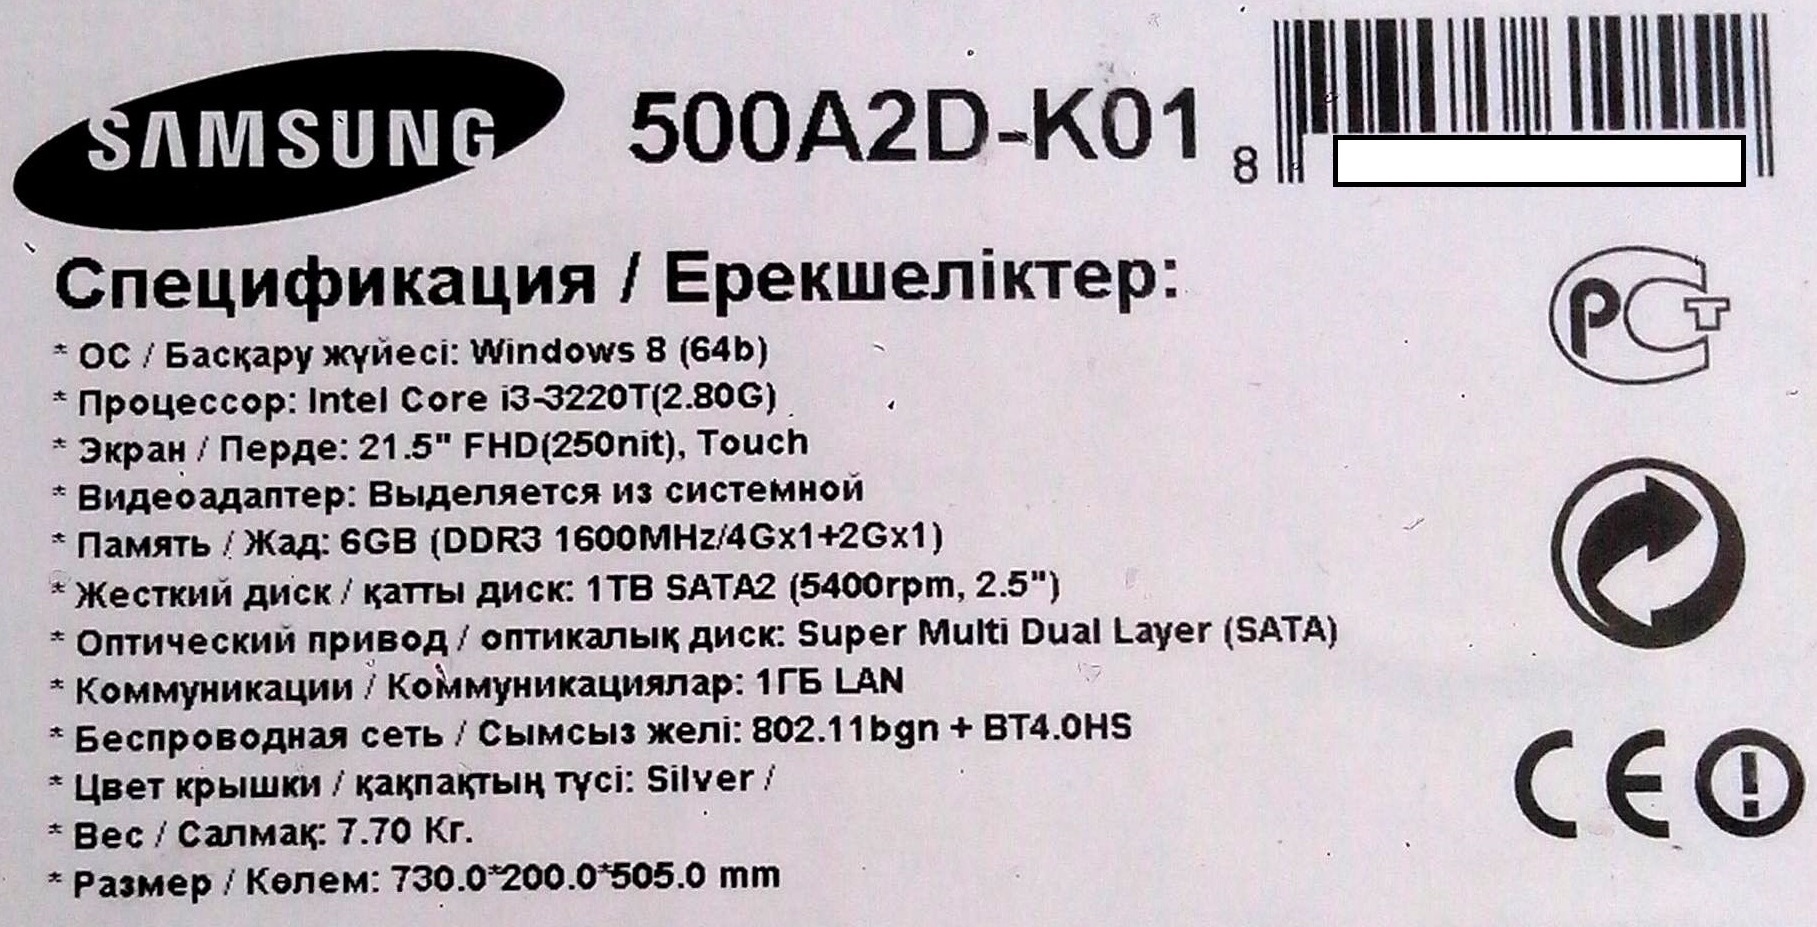 SAMSUNG 500A2D-K01
8
Спецификация / Ерекшеліктер:
* ОС / Басқару жүйесі: Windows 8 (64b)
* Процессор: Intel Core i3-3220T(2.80G)
* Экран / Перде: 21.5" FHD(250nit), Touch
* Видеоадаптер: Выделяется из системной
* Память / Жад: 6GB (DDR3 1600MHz/4Gx1+2Gx1)
* Жесткий диск / қатты диск: 1TB SATA2 (5400rpm, 2.5")
* Оптический привод / оптикалық диск: Super Multi Dual Layer (SATA)
* Коммуникации / Коммуникациялар: 1ГБ LAN
* Беспроводная сеть / Сымсыз желі: 802.11bgn + BT4.0HS
* Цвет крышки / қақпақтың түсі: Silver /
* Вес / Салмақ: 7.70 Кг.
* Размер / Көлем: 730.0*200.0*505.0 mm
РСТ
CE